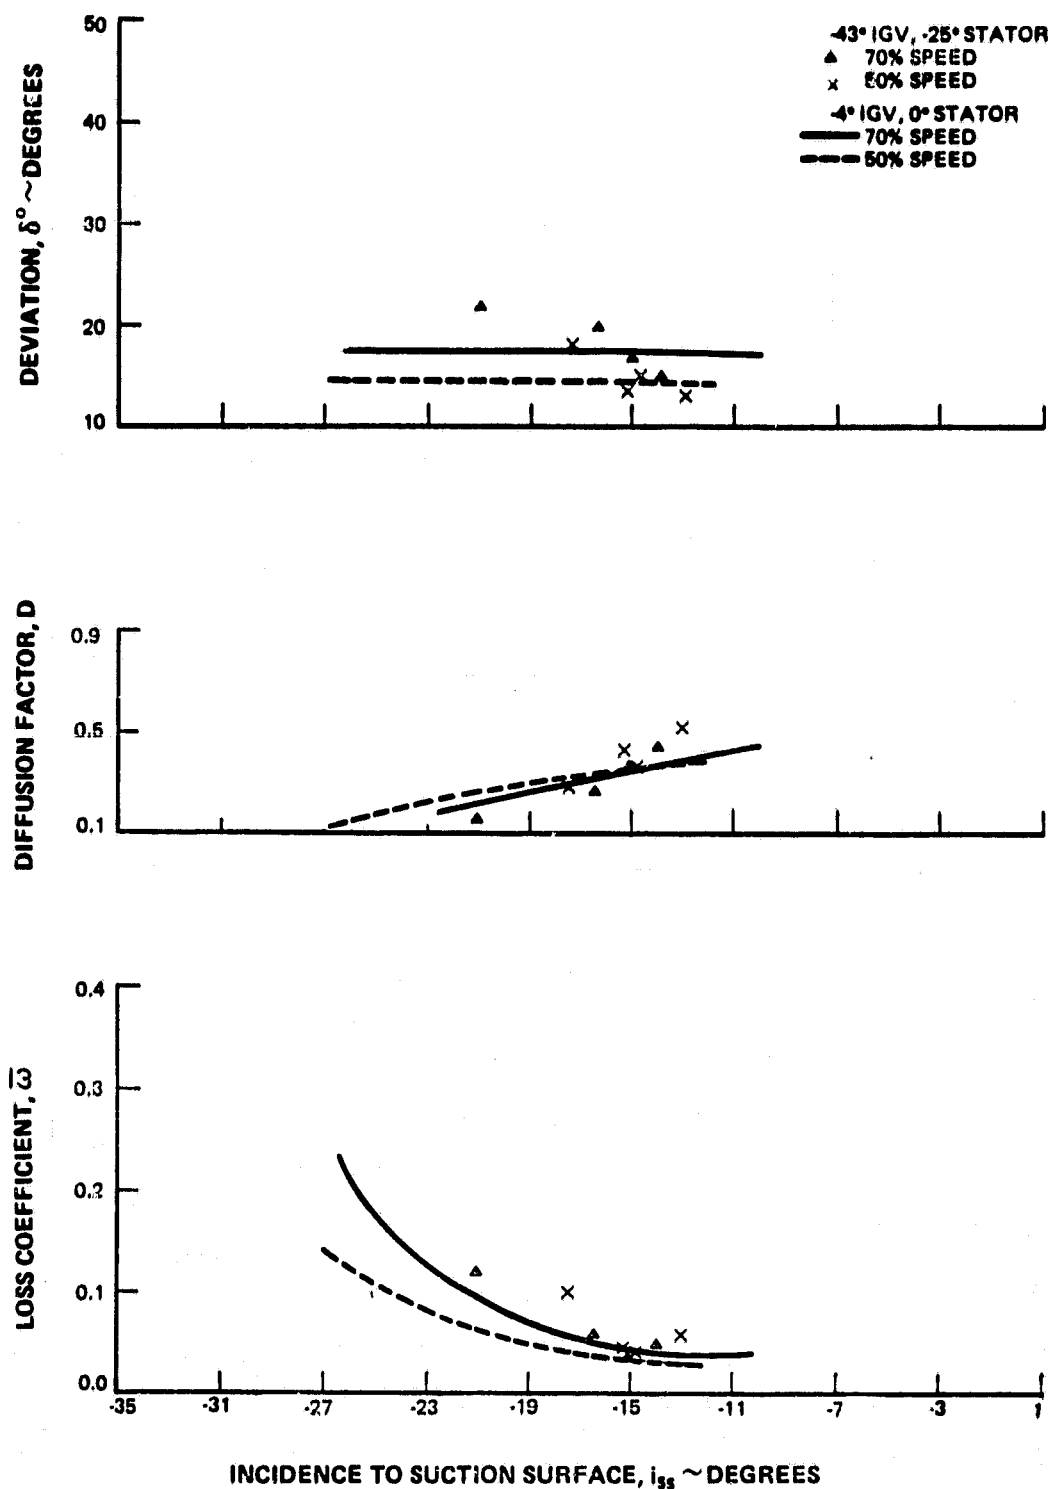 -43° IGV, -25° STATOR
70% SPEED
50% SPEED
-4° IGV, 0° STATOR
70% SPEED
50% SPEED
DEVIATION, δ° ~ DEGREES
50
40
30
20
10
DIFFUSION FACTOR, D
0.9
0.5
0.1
LOSS COEFFICIENT, ω̅
0.4
0.3
0.2
0.1
0.0
-35 -31 -27 -23 -19 -15 -11 -7 -3 1
INCIDENCE TO SUCTION SURFACE, iss ~ DEGREES